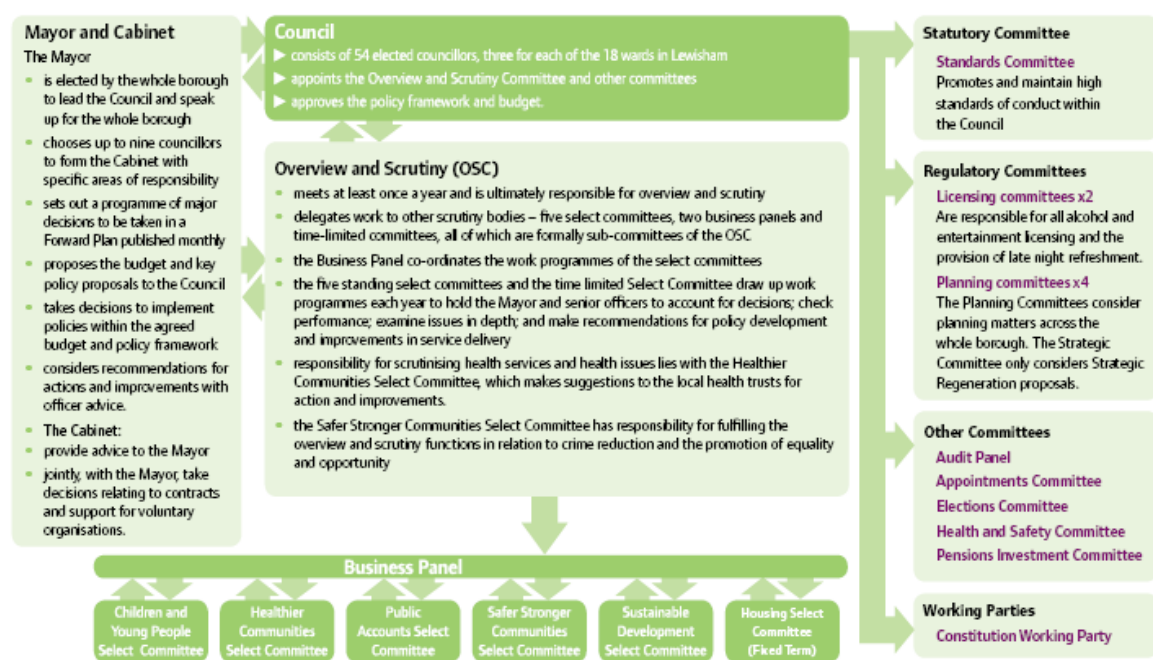 Mayor and Cabinet
The Mayor
• is elected by the whole borough
to lead the Council and speak
up for the whole borough
• chooses up to nine councillors
to form the Cabinet with
specific areas of responsibility
• sets out a programme of major
decisions to be taken in a
Forward Plan published monthly
• proposes the budget and key
policy proposals to the Council
• takes decisions to implement
policies within the agreed
budget and policy framework
• considers recommendations for
actions and improvements with
officer advice.
• The Cabinet:
• provide advice to the Mayor
• jointly, with the Mayor, take
decisions relating to contracts
and support for voluntary
organisations.
Council
► consists of 54 elected councillors, three for each of the 18 wards in Lewisham
► appoints the Overview and Scrutiny Committee and other committees
► approves the policy framework and budget.
Overview and Scrutiny (OSC)
• meets at least once a year and is ultimately responsible for overview and scrutiny
• delegates work to other scrutiny bodies – five select committees, two business panels and
time-limited committees, all of which are formally sub-committees of the OSC
• the Business Panel co-ordinates the work programmes of the select committees
• the five standing select committees and the time limited Select Committee draw up work
programmes each year to hold the Mayor and senior officers to account for decisions; check
performance; examine issues in depth; and make recommendations for policy development
and improvements in service delivery
• responsibility for scrutinising health services and health issues lies with the Healthier
Communities Select Committee, which makes suggestions to the local health trusts for
action and improvements.
• the Safer Stronger Communities Select Committee has responsibility for fulfilling the
overview and scrutiny functions in relation to crime reduction and the promotion of equality
and opportunity
Business Panel
Children and
Young People
Select Committee
Healthier
Communities
Select Committee
Public
Accounts Select
Committee
Safer Stronger
Communities
Select Committee
Sustainable
Development
Select Committee
Housing Select
Committee
(Fixed Term)
Statutory Committee
Standards Committee
Promotes and maintain high
standards of conduct within
the Council
Regulatory Committees
Licensing committees x2
Are responsible for all alcohol and
entertainment licensing and the
provision of late night refreshment.
Planning committees x4
The Planning Committees consider
planning matters across the
whole borough. The Strategic
Committee only considers Strategic
Regeneration proposals.
Other Committees
Audit Panel
Appointments Committee
Elections Committee
Health and Safety Committee
Pensions Investment Committee
Working Parties
Constitution Working Party